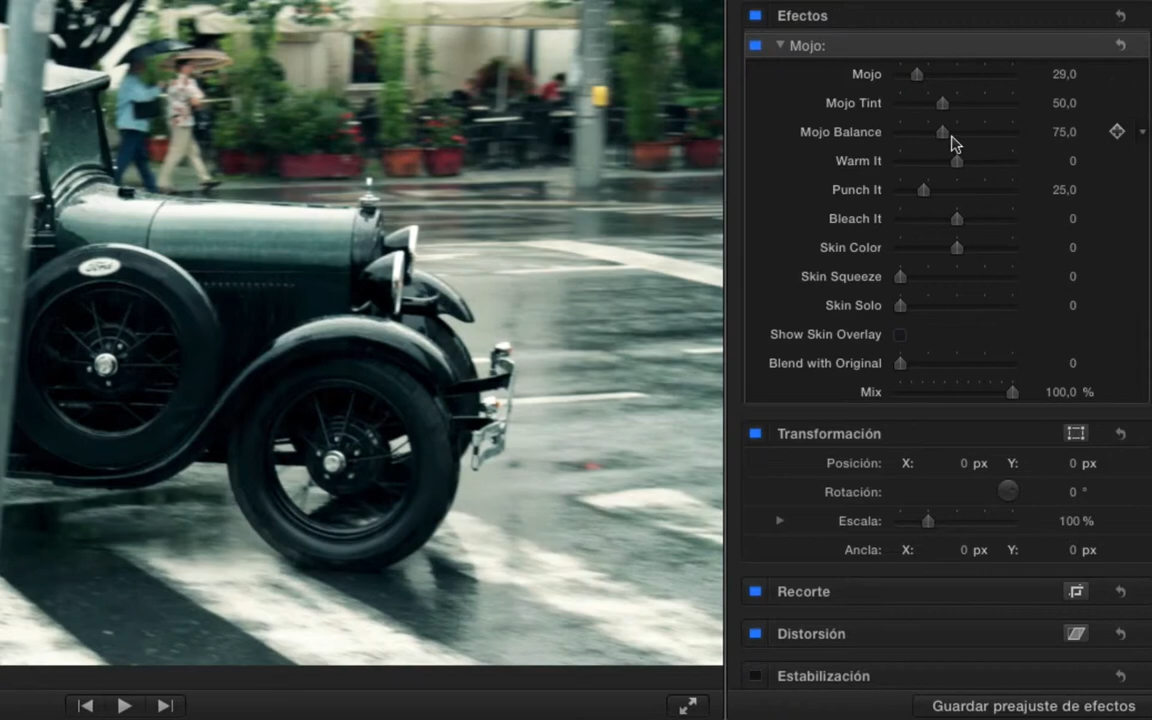 Efectos
Mojo:
Mojo 29,0
Mojo Tint 50,0
Mojo Balance 75,0
Warm It 0
Punch It 25,0
Bleach It 0
Skin Color 0
Skin Squeeze 0
Skin Solo 0
Show Skin Overlay
Blend with Original 0
Mix 100,0 %
Transformación
Posición: X: 0 px Y: 0 px
Rotación: 0 °
Escala: 100 %
Ancla: X: 0 px Y: 0 px
Recorte
Distorsión
Estabilización
Guardar preajuste de efectos
Ford